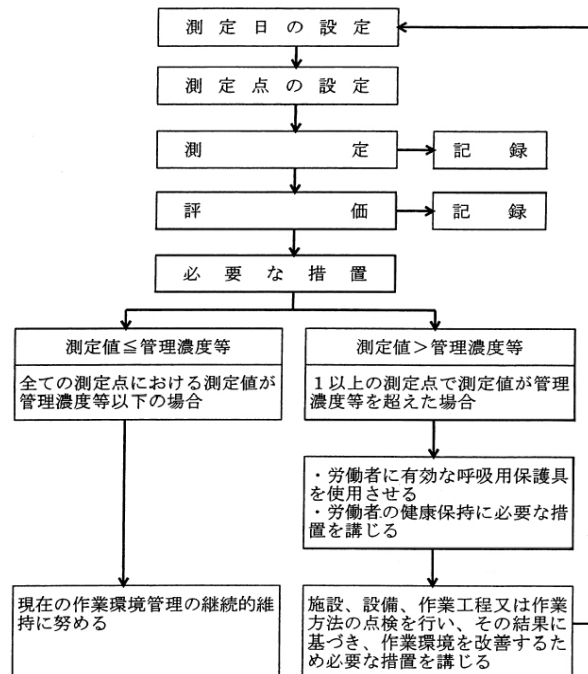 測定日の設定
測定点の設定
測定
記録
評価
記録
必要な措置
測定値≦管理濃度等
全ての測定点における測定値が
管理濃度等以下の場合
測定値＞管理濃度等
１以上の測定点で測定値が管理
濃度等を超えた場合
・労働者に有効な呼吸用保護具
を使用させる
・労働者の健康保持に必要な措
置を講じる
現在の作業環境管理の継続的維
持に努める
施設、設備、作業工程又は作業
方法の点検を行い、その結果に
基づき、作業環境を改善するた
め必要な措置を講じる